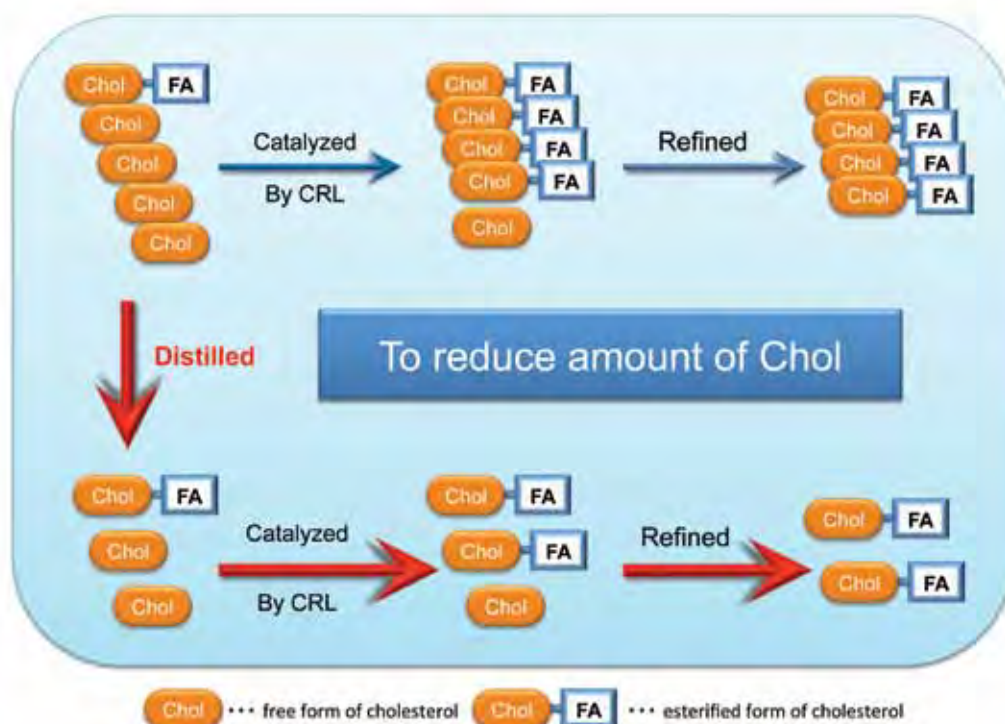 Chol FA
Chol
Chol
Chol
Chol
Catalyzed
By CRL
Chol FA
Chol FA
Chol FA
Chol FA
Chol
Refined
Chol FA
Chol FA
Chol FA
Chol FA
Distilled
To reduce amount of Chol
Chol FA
Chol
Chol
Catalyzed
By CRL
Chol FA
Chol FA
Chol
Refined
Chol FA
Chol FA
Chol ··· free form of cholesterol Chol FA ··· esterified form of cholesterol